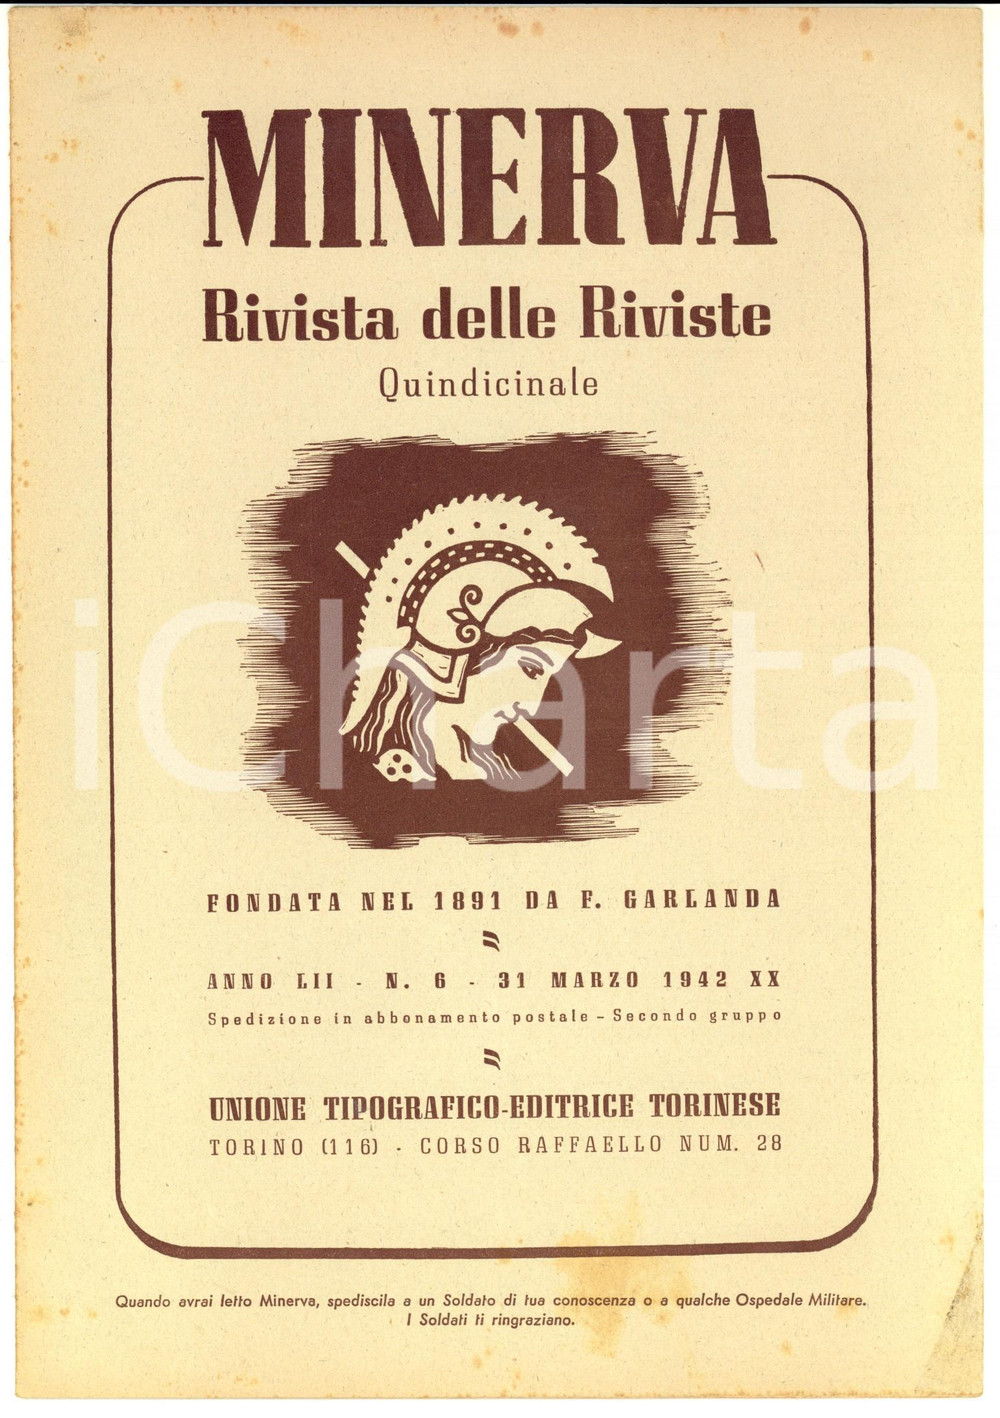 MINERVA
Rivista delle Riviste
Quindicinale
iCharta
FONDATA NEL 1891 DA F. GARLANDA
ANNO LII - N. 6 - 31 MARZO 1942 XX
Spedizione in abbonamento postale - Secondo gruppo
UNIONE TIPOGRAFICO-EDITRICE TORINESE
TORINO (116) - CORSO RAFFAELLO NUM. 28
Quando avrai letto Minerva, spediscila a un Soldato di tua conoscenza o a qualche Ospedale Militare.
I Soldati ti ringraziano.